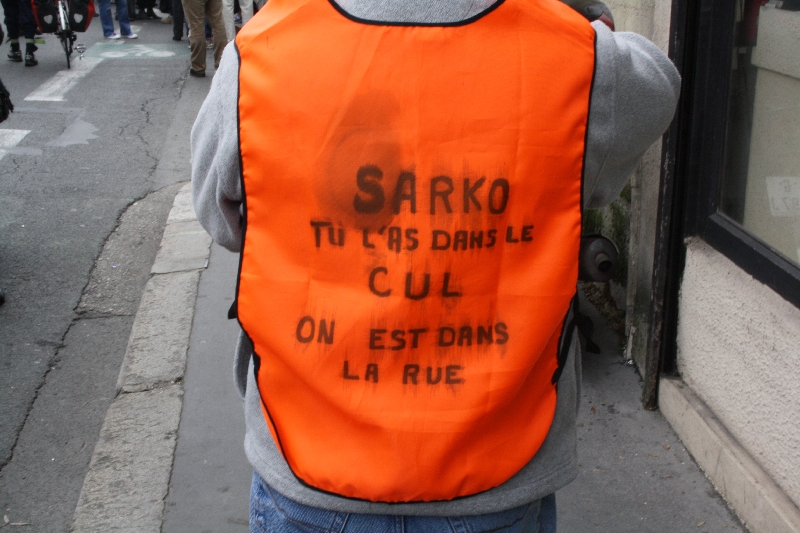 SARKO
TU L'AS DANS LE
CUL
ON EST DANS
LA RUE